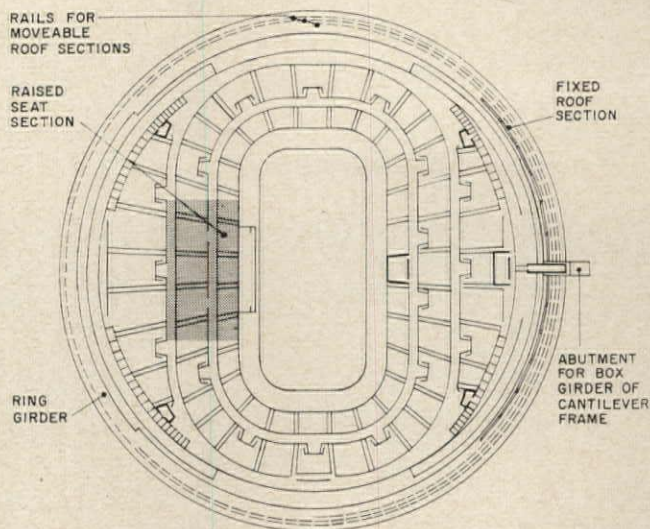 RAILS FOR
MOVEABLE
ROOF SECTIONS
RAISED
SEAT
SECTION
FIXED
ROOF
SECTION
RING
GIRDER
ABUTMENT
FOR BOX
GIRDER OF
CANTILEVER
FRAME